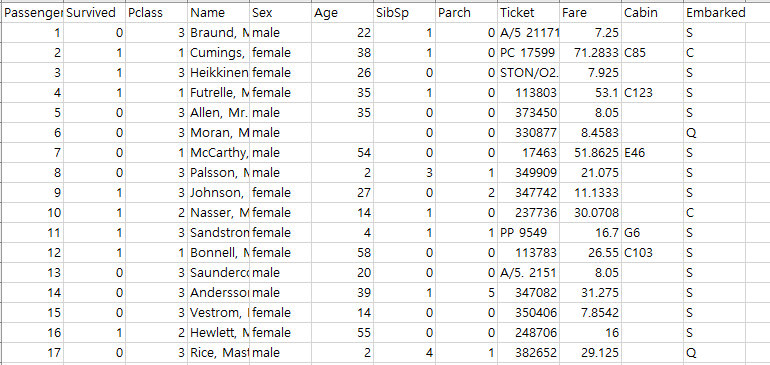 Passenger Survived Pclass Name Sex Age SibSp Parch Ticket Fare Cabin Embarked
1 0 3 Braund, M male 22 1 0 A/5 21171 7.25 S
2 1 1 Cumings, female 38 1 0 PC 17599 71.2833 C85 C
3 1 3 Heikkinen female 26 0 0 STON/O2. 7.925 S
4 1 1 Futrelle, M female 35 1 0 113803 53.1 C123 S
5 0 3 Allen, Mr. male 35 0 0 373450 8.05 S
6 0 3 Moran, M male 0 0 330877 8.4583 Q
7 0 1 McCarthy, male 54 0 0 17463 51.8625 E46 S
8 0 3 Palsson, M male 2 3 1 349909 21.075 S
9 1 3 Johnson, female 27 0 2 347742 11.1333 S
10 1 2 Nasser, M female 14 1 0 237736 30.0708 C
11 1 3 Sandstrom female 4 1 1 PP 9549 16.7 G6 S
12 1 1 Bonnell, M female 58 0 0 113783 26.55 C103 S
13 0 3 Saunderco male 20 0 0 A/5. 2151 8.05 S
14 0 3 Andersson male 39 1 5 347082 31.275 S
15 0 3 Vestrom, female 14 0 0 350406 7.8542 S
16 1 2 Hewlett, M female 55 0 0 248706 16 S
17 0 3 Rice, Mast male 2 4 1 382652 29.125 Q